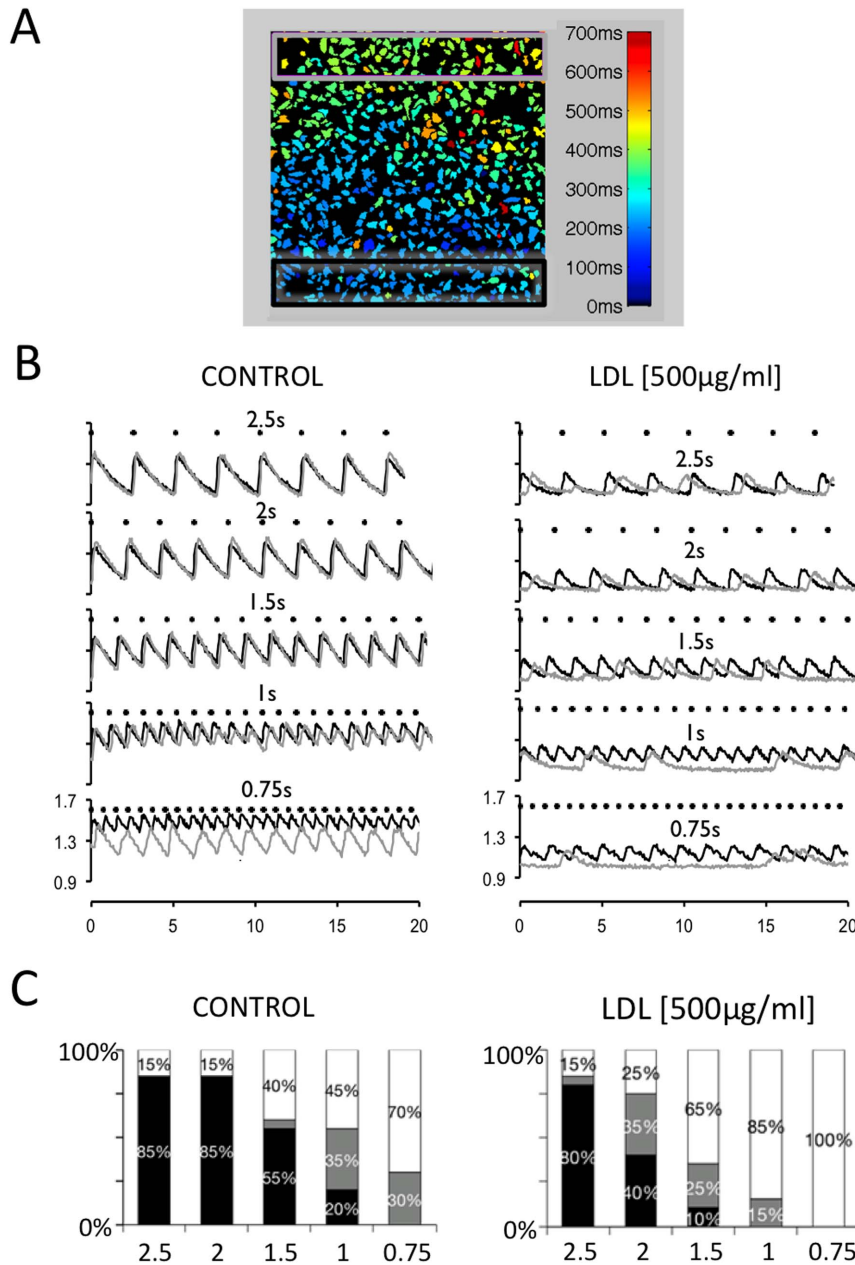 A
700ms
600ms
500ms
400ms
300ms
200ms
100ms
0ms
B
CONTROL
LDL [500µg/ml]
2.5s
2s
1.5s
1s
0.75s
1.7
1.3
0.9
0 5 10 15 20
2.5s
2s
1.5s
1s
0.75s
1.7
1.3
0.9
0 5 10 15 20
C
CONTROL
100%
0%
15% 15% 40% 45% 70%
85% 85% 55% 35% 30%
20%
2.5 2 1.5 1 0.75
LDL [500µg/ml]
100%
0%
15% 25% 65% 85% 100%
80% 35% 25% 15%
40% 10%
2.5 2 1.5 1 0.75